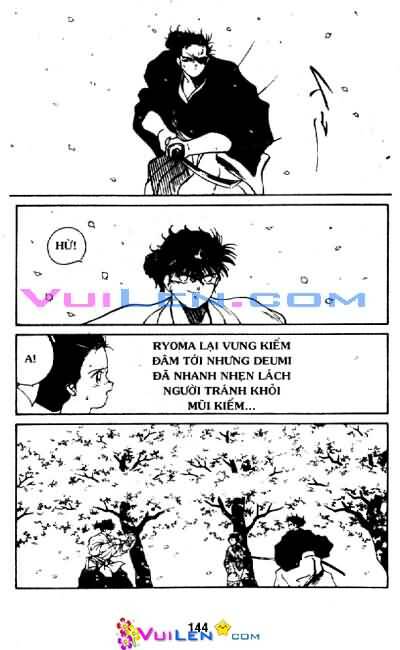 HỪ!
VUILEN.COM
A!
RYOMA LẠI VUNG KIẾM
ĐÂM TỚI NHƯNG DEUMI
ĐÃ NHANH NHẸN LÁCH
NGƯỜI TRÁNH KHỎI
MŨI KIẾM...
144
VUILEN.COM